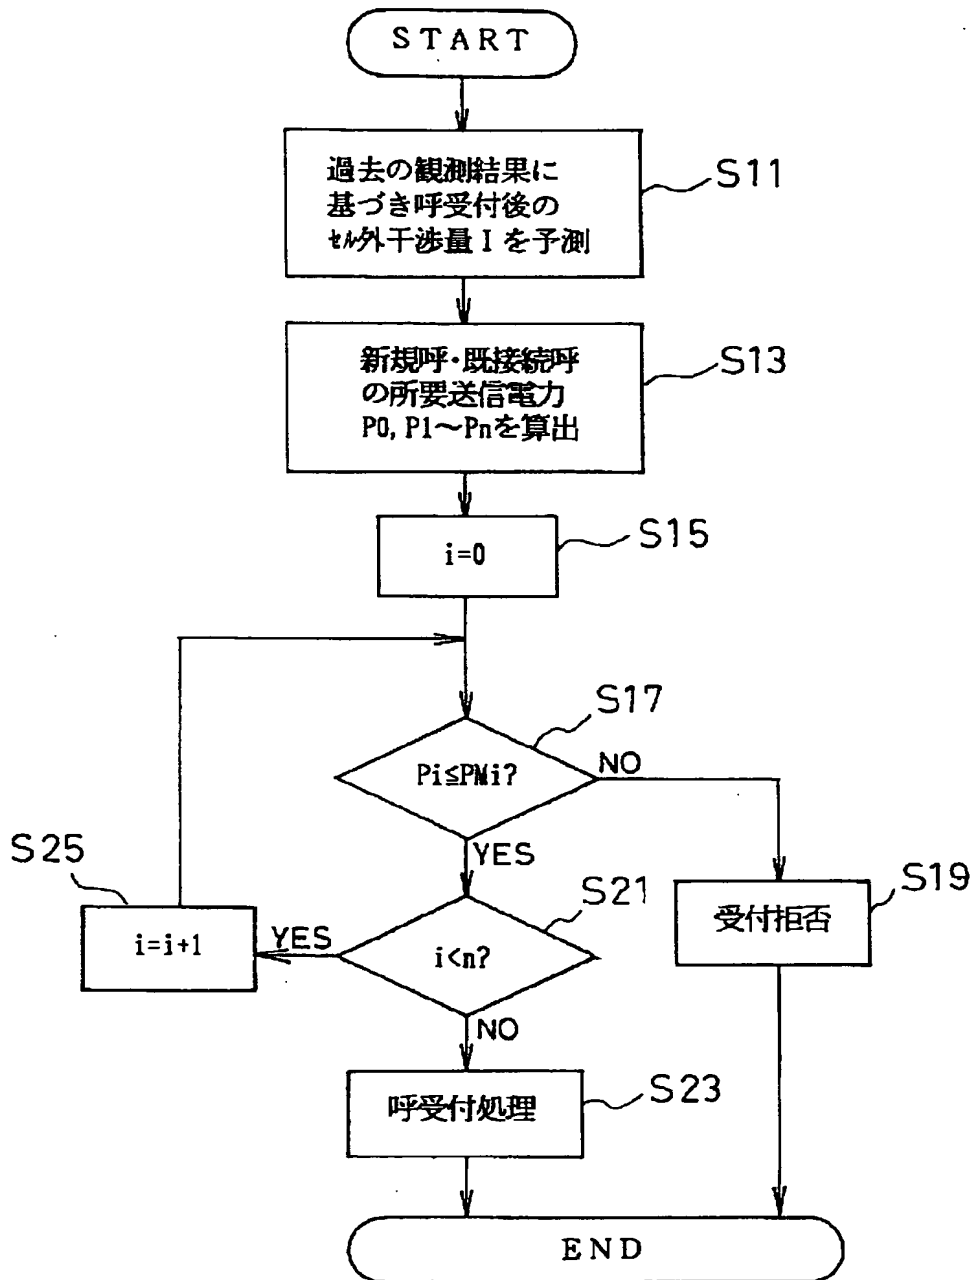 START
過去の観測結果に
基づき呼受付後の
ｾﾙ外干渉量Ｉを予測
S11
新規呼・既接続呼
の所要送信電力
P0, P1～Pnを算出
S13
i=0
S15
S17
Pi≦PMi?
NO
YES
S25
S21
S19
i=i+1
YES
i<n?
受付拒否
NO
呼受付処理
S23
END